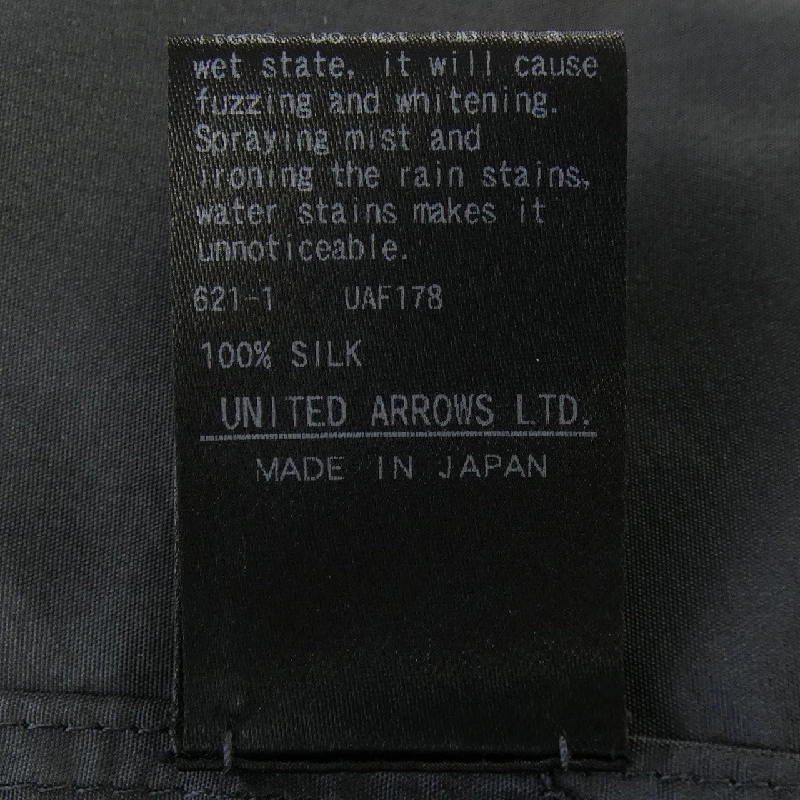 wet state, it will cause
fuzzing and whitening.
Spraying mist and
ironing the rain stains,
water stains makes it
unnoticeable.
621-1 UAF178
100% SILK
UNITED ARROWS LTD.
MADE IN JAPAN